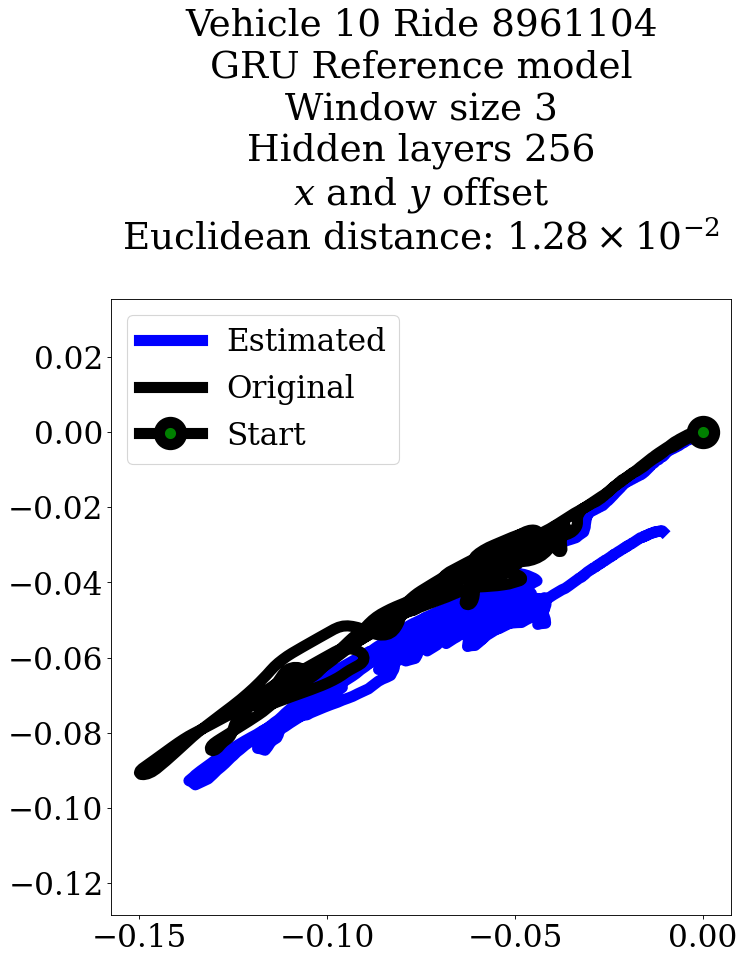 Vehicle 10 Ride 8961104
GRU Reference model
Window size 3
Hidden layers 256
x and y offset
Euclidean distance: 1.28 × 10⁻²
Estimated
Original
Start
0.02
0.00
−0.02
−0.04
−0.06
−0.08
−0.10
−0.12
−0.15 −0.10 −0.05 0.00